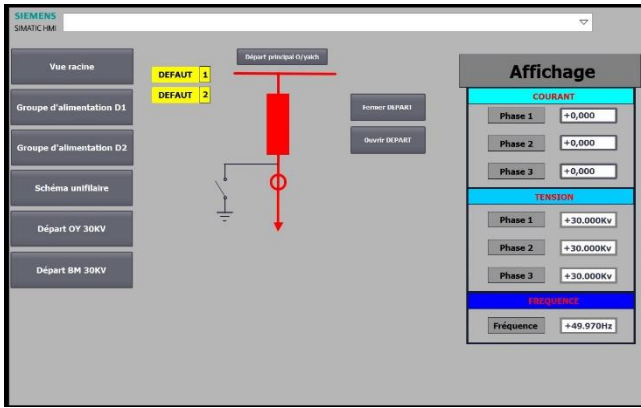 SIEMENS
SIMATIC HMI
Vue racine
Groupe d'alimentation D1
Groupe d'alimentation D2
Schéma unifilaire
Départ OY 30KV
Départ BM 30KV
DEFAUT 1
DEFAUT 2
Départ principal O/yakh
Fermer DEPART
Ouvrir DEPART
Affichage
COURANT
Phase 1 +0,000
Phase 2 +0,000
Phase 3 +0,000
TENSION
Phase 1 +30.000Kv
Phase 2 +30.000Kv
Phase 3 +30.000Kv
FREQUENCE
Fréquence +49.970Hz